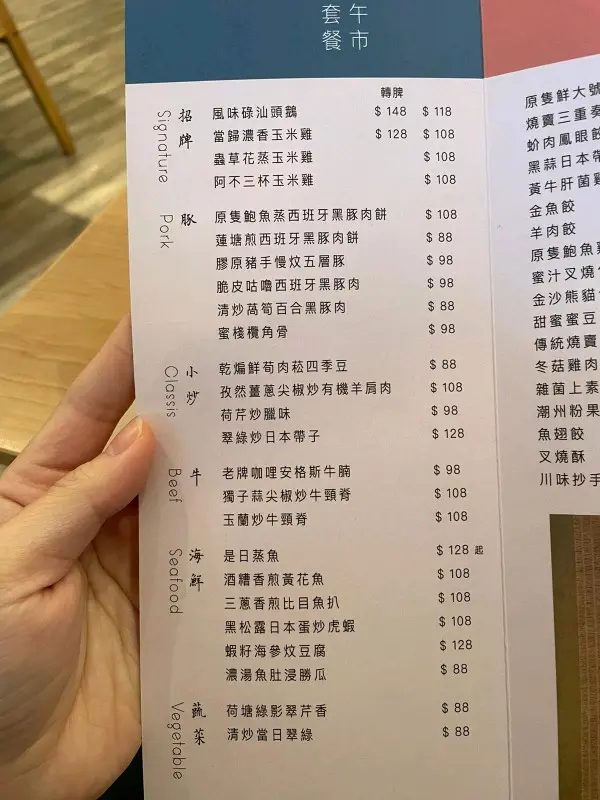 午市
套餐
轉脾
招牌 Signature
風味碌汕頭鵝 $ 148 $ 118
當歸濃香玉米雞 $ 128 $ 108
蟲草花蒸玉米雞 $ 108
阿不三杯玉米雞 $ 108
豚 Pork
原隻鮑魚蒸西班牙黑豚肉餅 $ 108
蓮塘煎西班牙黑豚肉餅 $ 88
膠原豬手慢炆五層豚 $ 98
脆皮咕嚕西班牙黑豚肉 $ 98
清炒萵筍百合黑豚肉 $ 88
蜜棧欖角骨 $ 98
小炒 Classis
乾煸鮮荀肉菘四季豆 $ 88
孜然薑蔥尖椒炒有機羊肩肉 $ 108
荷芹炒臘味 $ 98
翠綠炒日本帶子 $ 128
牛 Beef
老牌咖哩安格斯牛腩 $ 98
獨子蒜尖椒炒牛頸脊 $ 108
玉蘭炒牛頸脊 $ 108
海鮮 Seafood
是日蒸魚 $ 128 起
酒糟香煎黃花魚 $ 108
三蔥香煎比目魚扒 $ 108
黑松露日本蛋炒虎蝦 $ 108
蝦籽海參炆豆腐 $ 128
濃湯魚肚浸勝瓜 $ 88
蔬菜 Vegetable
荷塘綠影翠芹香 $ 88
清炒當日翠綠 $ 88
原隻鮮大號
燒賣三重奏
蚧肉鳳眼餃
黑蒜日本帶
黃牛肝菌雞
金魚餃
羊肉餃
原隻鮑魚雞
蜜汁叉燒
金沙熊貓
甜蜜蜜豆
傳統燒賣
冬菇雞肉
雜菌上素
潮州粉果
魚翅餃
叉燒酥
川味抄手